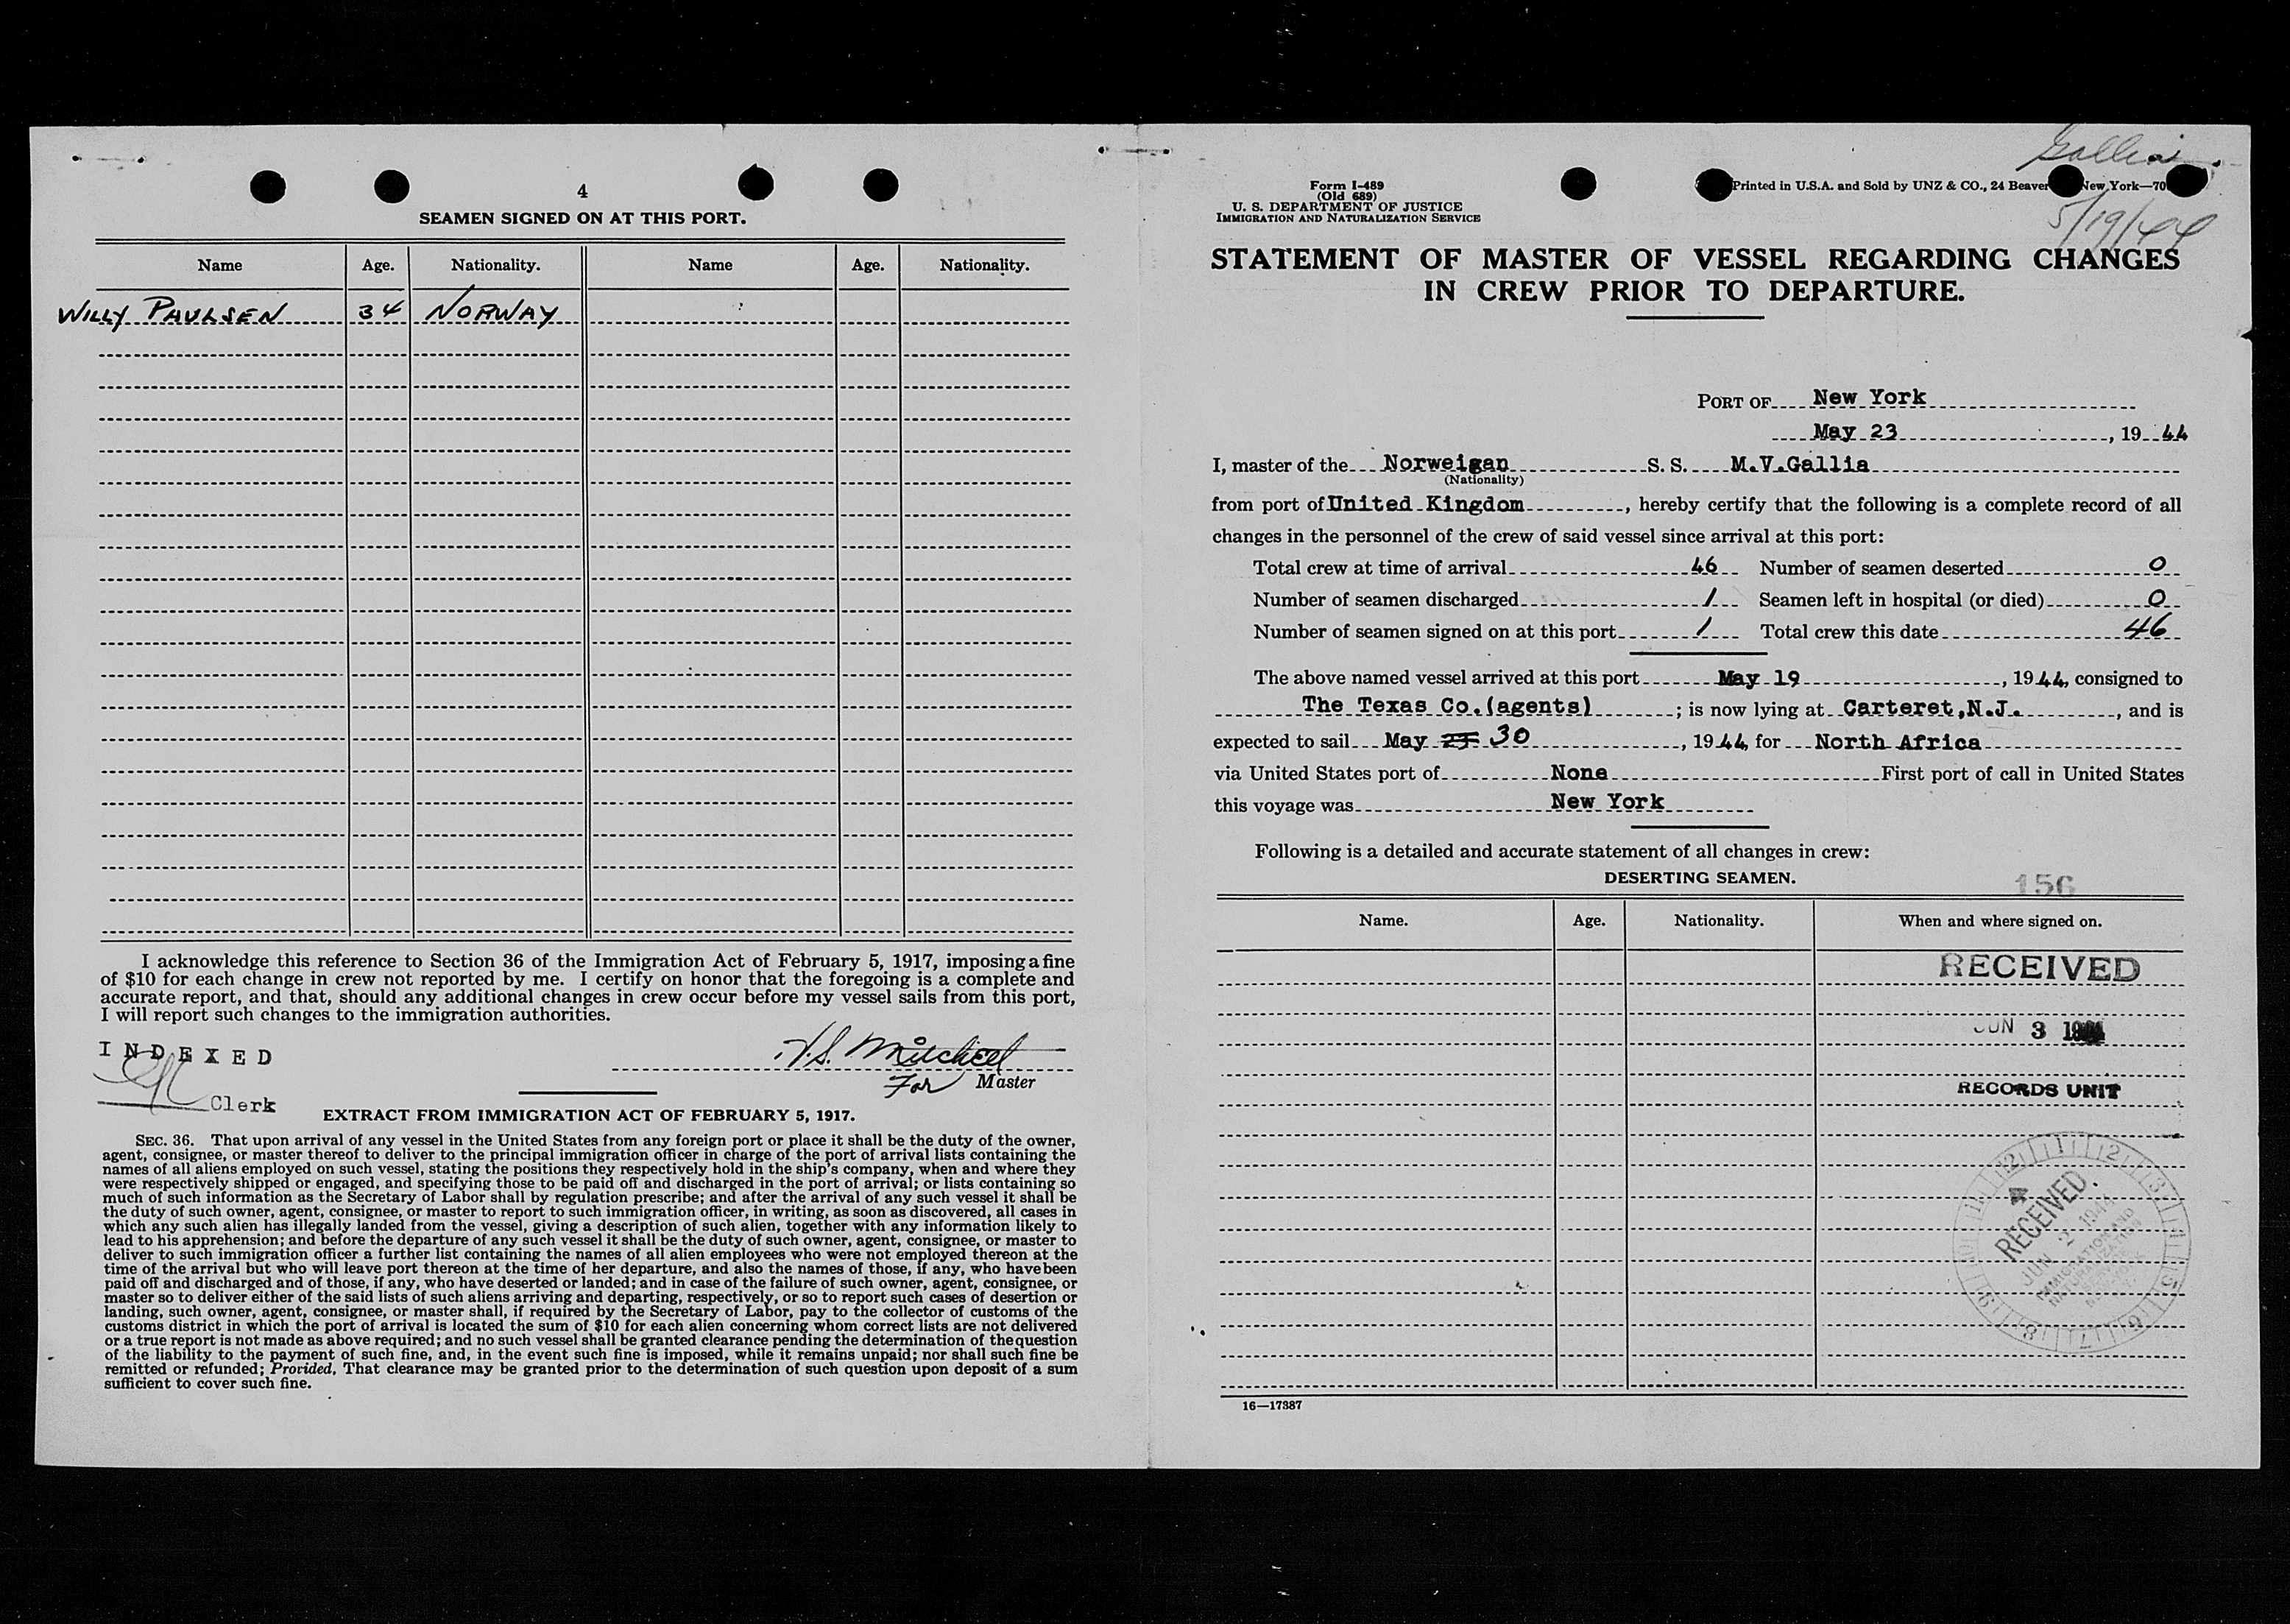 4
SEAMEN SIGNED ON AT THIS PORT.
Name Age. Nationality. Name Age. Nationality.
WILLY PAULSEN 34 NORWAY
I acknowledge this reference to Section 36 of the Immigration Act of February 5, 1917, imposing a fine
of $10 for each change in crew not reported by me. I certify on honor that the foregoing is a complete and
accurate report, and that, should any additional changes in crew occur before my vessel sails from this port,
I will report such changes to the immigration authorities.
INDEXED
H.S. Mitchell
For Master
Clerk
EXTRACT FROM IMMIGRATION ACT OF FEBRUARY 5, 1917.
SEC. 36. That upon arrival of any vessel in the United States from any foreign port or place it shall be the duty of the owner,
agent, consignee, or master thereof to deliver to the principal immigration officer in charge of the port of arrival lists containing the
names of all aliens employed on such vessel, stating the positions they respectively hold in the ship's company, when and where they
were respectively shipped or engaged, and specifying those to be paid off and discharged in the port of arrival; or lists containing so
much of such information as the Secretary of Labor shall by regulation prescribe; and after the arrival of any such vessel it shall be
the duty of such owner, agent, consignee, or master to report to such immigration officer, in writing, as soon as discovered, all cases in
which any such alien has illegally landed from the vessel, giving a description of such alien, together with any information likely to
lead to his apprehension; and before the departure of any such vessel it shall be the duty of such owner, agent, consignee, or master to
deliver to such immigration officer a further list containing the names of all alien employees who were not employed thereon at the
time of the arrival but who will leave port thereon at the time of her departure, and also the names of those, if any, who have been
paid off and discharged and of those, if any, who have deserted or landed; and in case of the failure of such owner, agent, consignee, or
master so to deliver either of the said lists of such aliens arriving and departing, respectively, or so to report such cases of desertion or
landing, such owner, agent, consignee, or master shall, if required by the Secretary of Labor, pay to the collector of customs of the
customs district in which the port of arrival is located the sum of $10 for each alien concerning whom correct lists are not delivered
or a true report is not made as above required; and no such vessel shall be granted clearance pending the determination of the question
of the liability to the payment of such fine, and, in the event such fine is imposed, while it remains unpaid; nor shall such fine be
remitted or refunded; Provided, That clearance may be granted prior to the determination of such question upon deposit of a sum
sufficient to cover such fine.
Gallia
Form I-489
(Old 689)
U. S. DEPARTMENT OF JUSTICE
IMMIGRATION AND NATURALIZATION SERVICE
Printed in U.S.A. and Sold by UNZ & CO., 24 Beaver New York—70
5/19/44
STATEMENT OF MASTER OF VESSEL REGARDING CHANGES
IN CREW PRIOR TO DEPARTURE.
PORT OF New York
May 23, 19 44
I, master of the Norweigan S. S. M.V.Gallia
(Nationality)
from port of United Kingdom, hereby certify that the following is a complete record of all
changes in the personnel of the crew of said vessel since arrival at this port:
Total crew at time of arrival 46 Number of seamen deserted 0
Number of seamen discharged 1 Seamen left in hospital (or died) 0
Number of seamen signed on at this port 1 Total crew this date 46
The above named vessel arrived at this port May 19, 1944, consigned to
The Texas Co.(agents); is now lying at Carteret,N.J., and is
expected to sail May 30, 1944, for North Africa
via United States port of None First port of call in United States
this voyage was New York
Following is a detailed and accurate statement of all changes in crew:
DESERTING SEAMEN.
156
Name. Age. Nationality. When and where signed on.
RECEIVED
JUN 3 1944
RECORDS UNIT
RECEIVED
JUN 2 1944
IMMIGRATION AND
NATURALIZATION
16—17387